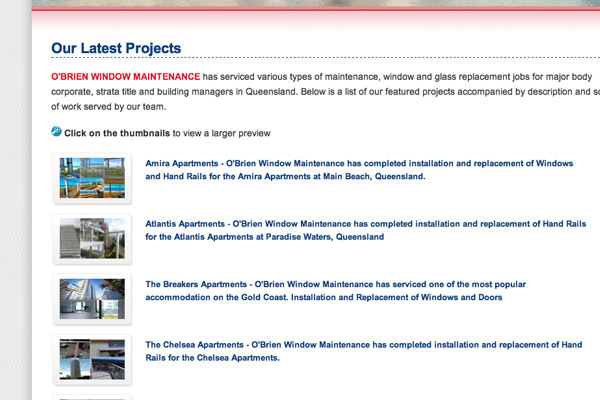 Our Latest Projects
O'BRIEN WINDOW MAINTENANCE has serviced various types of maintenance, window and glass replacement jobs for major body
corporate, strata title and building managers in Queensland. Below is a list of our featured projects accompanied by description and
of work served by our team.
Click on the thumbnails to view a larger preview
Amira Apartments - O'Brien Window Maintenance has completed installation and replacement of Windows
and Hand Rails for the Amira Apartments at Main Beach, Queensland.
Atlantis Apartments - O'Brien Window Maintenance has completed installation and replacement of Hand Rails
for the Atlantis Apartments at Paradise Waters, Queensland
The Breakers Apartments - O'Brien Window Maintenance has serviced one of the most popular
accommodation on the Gold Coast. Installation and Replacement of Windows and Doors
The Chelsea Apartments - O'Brien Window Maintenance has completed installation and replacement of Hand
Rails for the Chelsea Apartments.